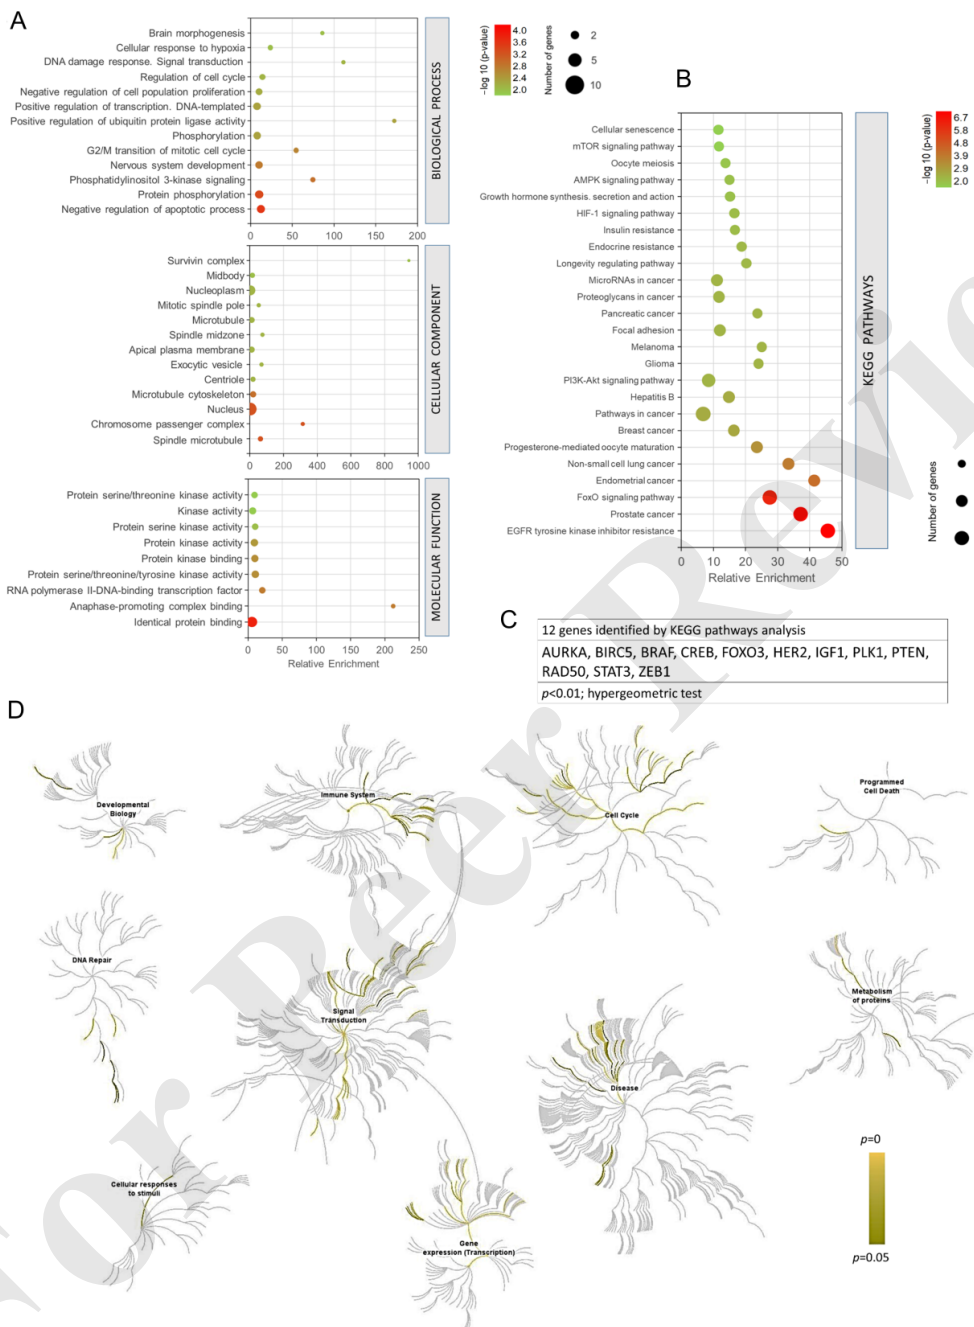 A
Brain morphogenesis
Cellular response to hypoxia
DNA damage response. Signal transduction
Regulation of cell cycle
Negative regulation of cell population proliferation
Positive regulation of transcription. DNA-templated
Positive regulation of ubiquitin protein ligase activity
Phosphorylation
G2/M transition of mitotic cell cycle
Nervous system development
Phosphatidylinositol 3-kinase signaling
Protein phosphorylation
Negative regulation of apoptotic process
0 50 100 150 200
BIOLOGICAL PROCESS
−log 10 (p-value)
4.0
3.6
3.2
2.8
2.4
2.0
Number of genes
2
5
10
Survivin complex
Midbody
Nucleoplasm
Mitotic spindle pole
Microtubule
Spindle midzone
Apical plasma membrane
Exocytic vesicle
Centriole
Microtubule cytoskeleton
Nucleus
Chromosome passenger complex
Spindle microtubule
0 200 400 600 800 1000
CELLULAR COMPONENT
Protein serine/threonine kinase activity
Kinase activity
Protein serine kinase activity
Protein kinase activity
Protein kinase binding
Protein serine/threonine/tyrosine kinase activity
RNA polymerase II-DNA-binding transcription factor
Anaphase-promoting complex binding
Identical protein binding
0 50 100 150 200 250
Relative Enrichment
MOLECULAR FUNCTION
B
Cellular senescence
mTOR signaling pathway
Oocyte meiosis
AMPK signaling pathway
Growth hormone synthesis. secretion and action
HIF-1 signaling pathway
Insulin resistance
Endocrine resistance
Longevity regulating pathway
MicroRNAs in cancer
Proteoglycans in cancer
Pancreatic cancer
Focal adhesion
Melanoma
Glioma
PI3K-Akt signaling pathway
Hepatitis B
Pathways in cancer
Breast cancer
Progesterone-mediated oocyte maturation
Non-small cell lung cancer
Endometrial cancer
FoxO signaling pathway
Prostate cancer
EGFR tyrosine kinase inhibitor resistance
0 10 20 30 40 50
Relative Enrichment
KEGG PATHWAYS
−log 10 (p-value)
6.7
5.8
4.9
3.9
2.9
2.0
Number of genes
C
12 genes identified by KEGG pathways analysis
AURKA, BIRC5, BRAF, CREB, FOXO3, HER2, IGF1, PLK1, PTEN,
RAD50, STAT3, ZEB1
p<0.01; hypergeometric test
D
Developmental
Biology
Immune System
Cell Cycle
Programmed
Cell Death
DNA Repair
Signal
Transduction
Disease
Metabolism
of proteins
Cellular responses
to stimuli
Gene
expression (Transcription)
p=0
p=0.05
For Peer Review